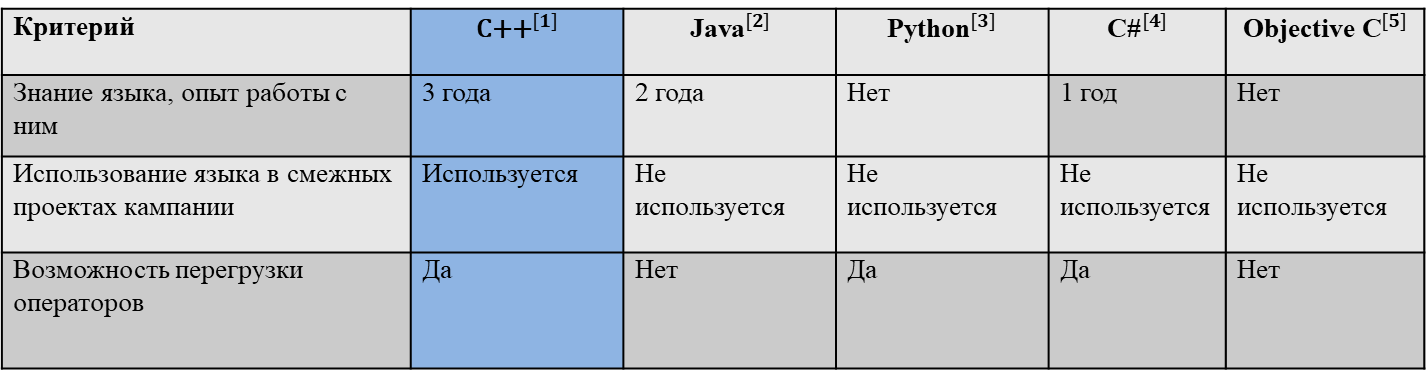 Критерий C++[1] Java[2] Python[3] C#[4] Objective C[5]
Знание языка, опыт работы с 3 года 2 года Нет 1 год Нет
ним
Использование языка в смежных Используется Не Не Не Не
проектах кампании используется используется используется используется
Возможность перегрузки Да Нет Да Да Нет
операторов